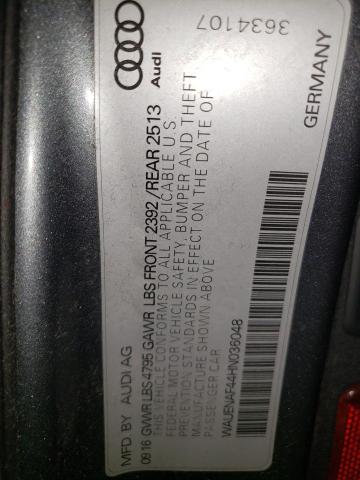 Audi
3634107
MFD. BY AUDI AG
09 16 GVWR LBS 4795 GAWR LBS FRONT 2392 / REAR 2513
THIS VEHICLE CONFORMS TO ALL APPLICABLE U.S.
FEDERAL MOTOR VEHICLE SAFETY, BUMPER AND THEFT
PREVENTION STANDARDS IN EFFECT ON THE DATE OF
MANUFACTURE SHOWN ABOVE
PASSENGER CAR
WAUENAF44HN036048
GERMANY